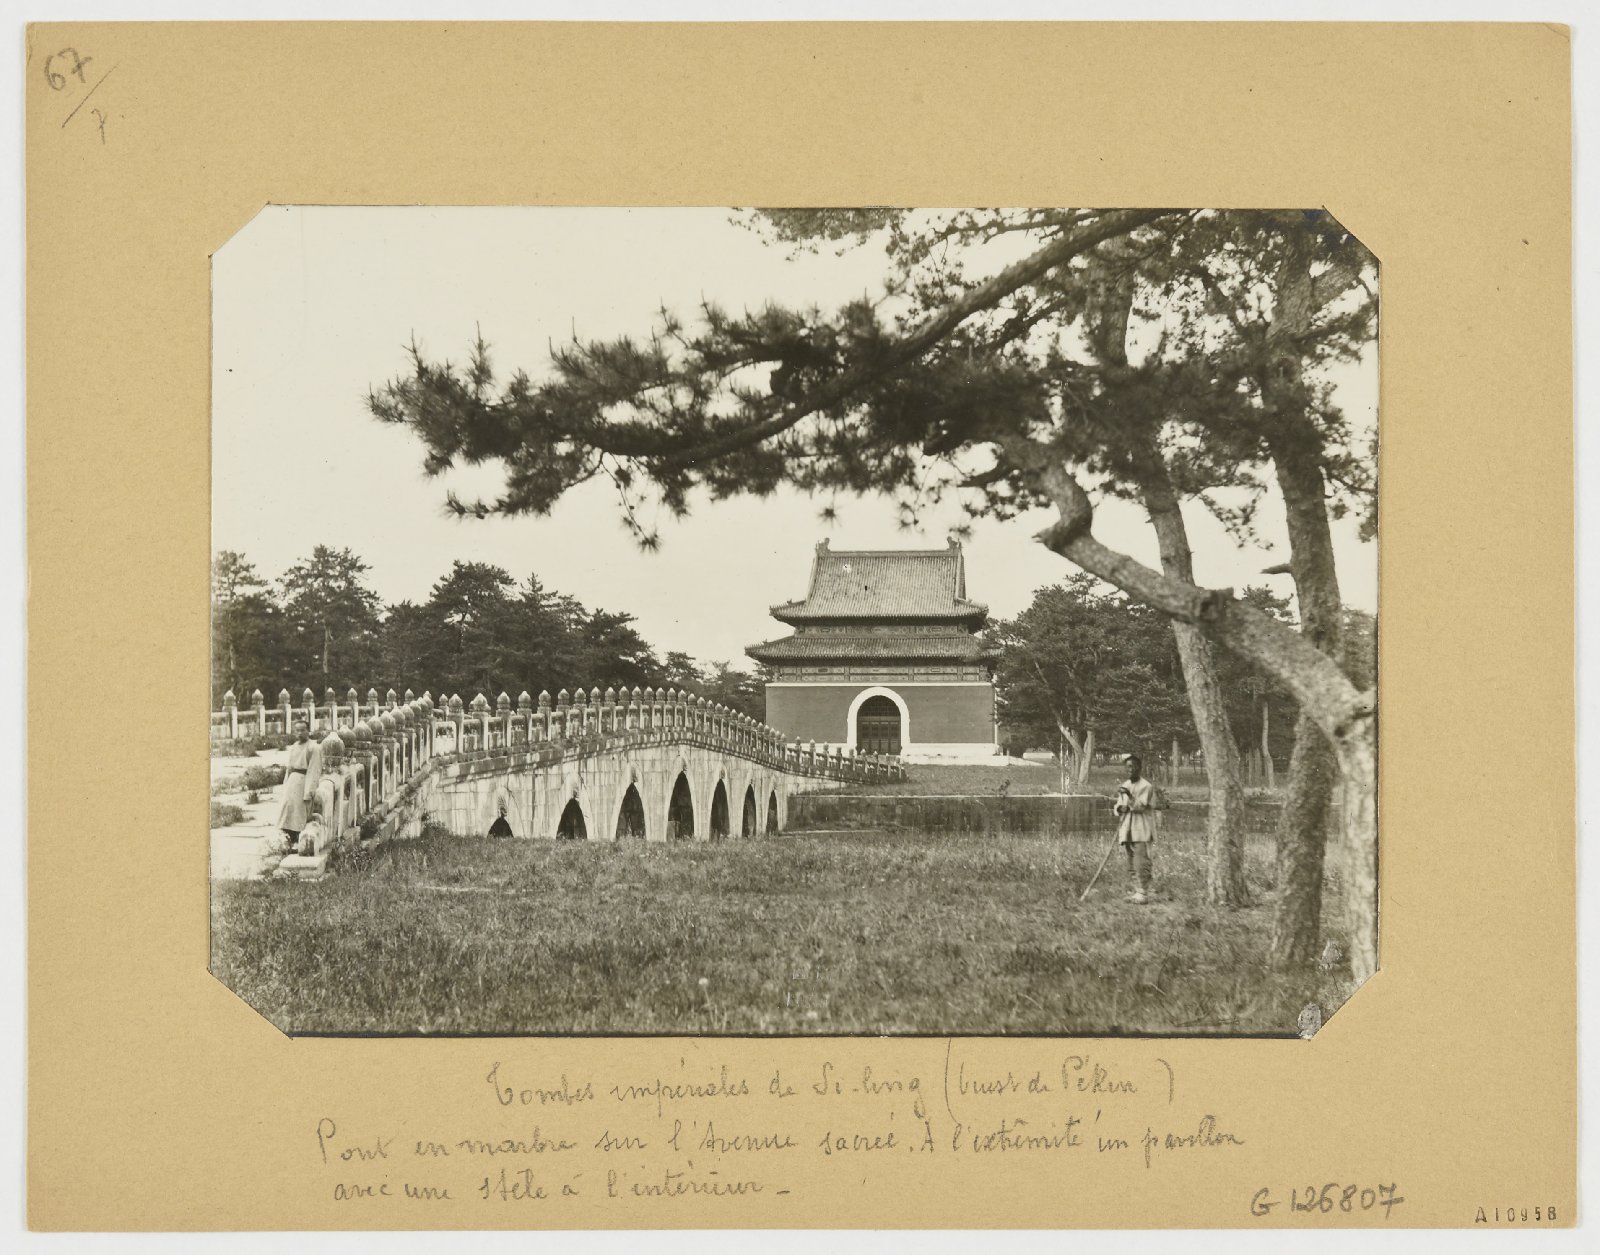 67/7
Tombes impériales de Si-ling (Ouest de Pékin)
Pont en marbre sur l'Avenue sacrée. A l'extrêmité un pavillon
avec une stèle à l'intérieur -
G 126807
A10958